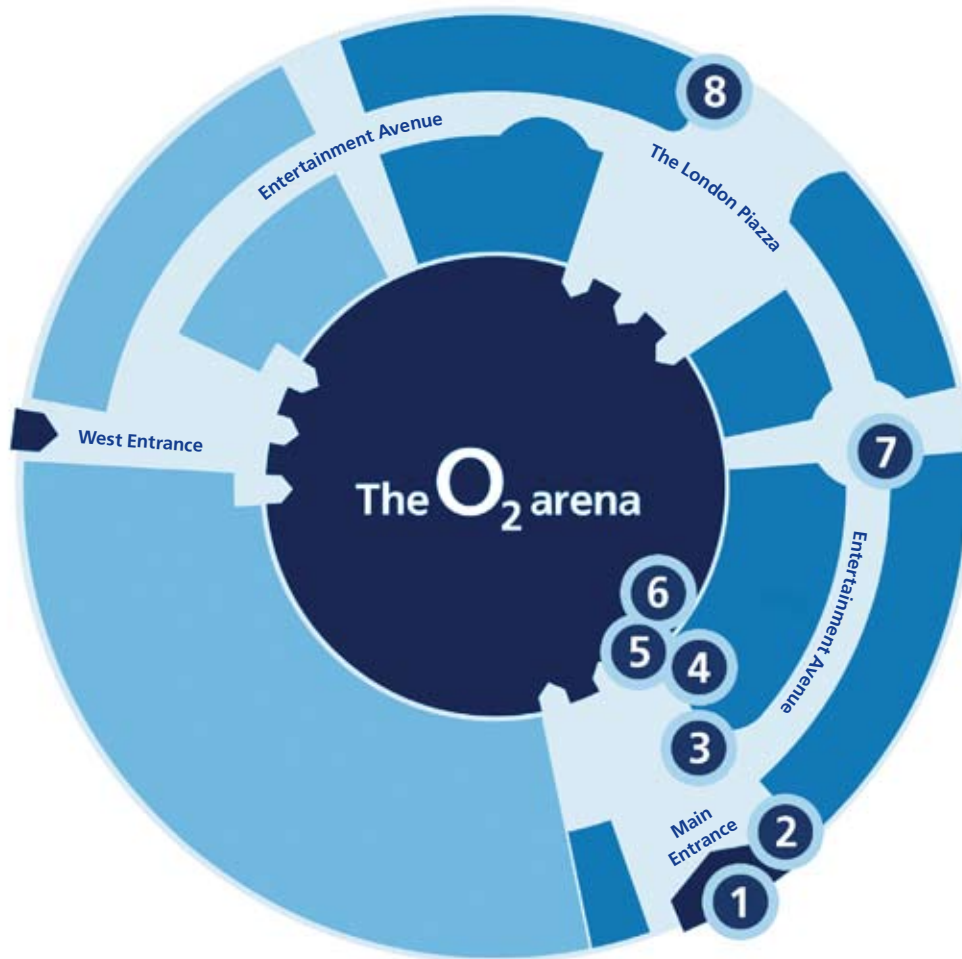 8
Entertainment Avenue
The London Piazza
West Entrance
7
The O2 arena
Entertainment Avenue
6
5
4
3
Main
Entrance
2
1